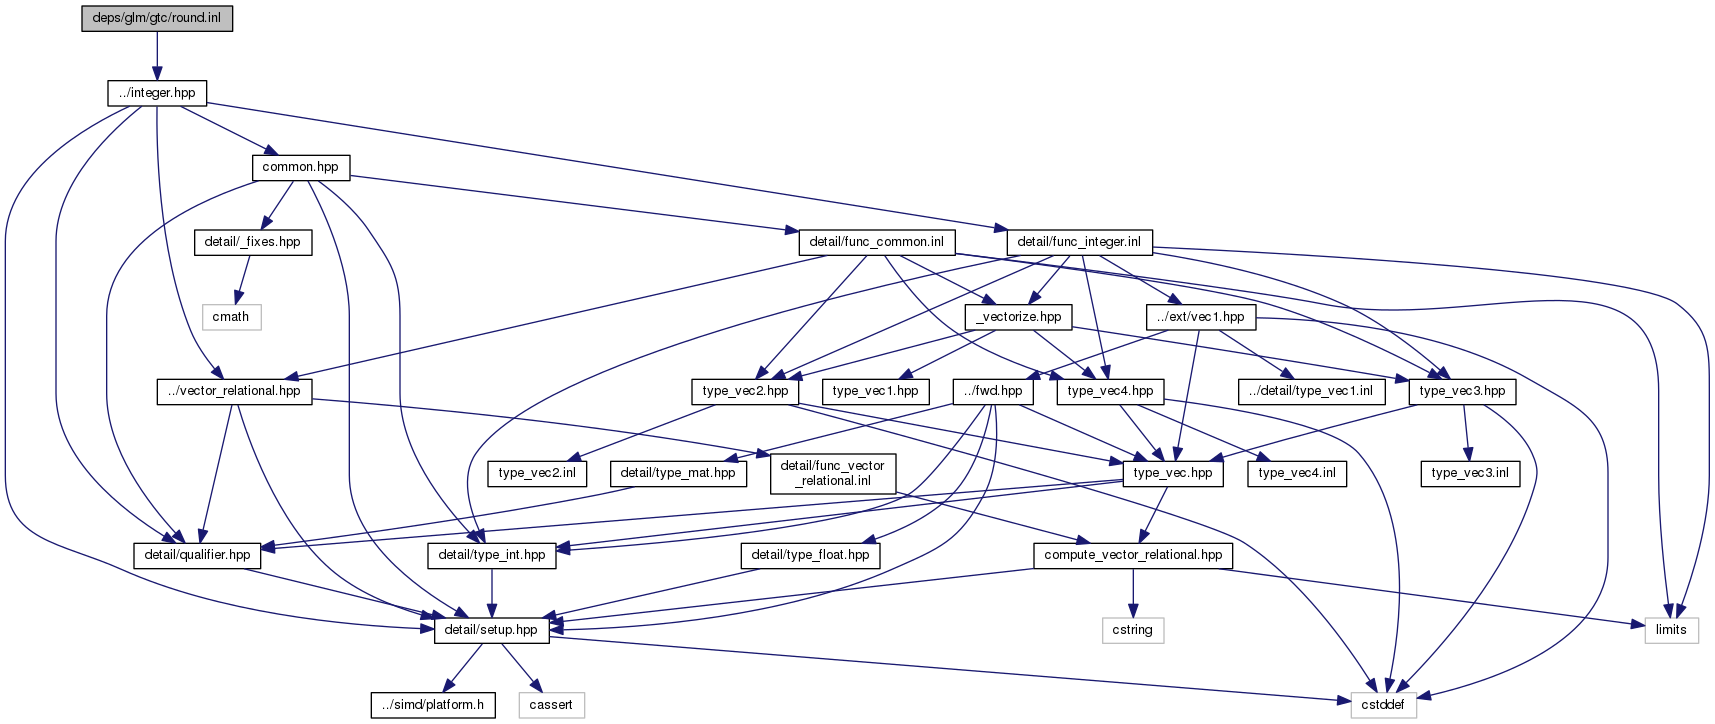 deps/glm/gtc/round.inl
../integer.hpp
common.hpp
detail/_fixes.hpp
detail/func_common.inl
detail/func_integer.inl
cmath
_vectorize.hpp
../ext/vec1.hpp
../vector_relational.hpp
type_vec2.hpp
type_vec1.hpp
../fwd.hpp
type_vec4.hpp
../detail/type_vec1.inl
type_vec3.hpp
type_vec2.inl
detail/type_mat.hpp
detail/func_vector
_relational.inl
type_vec.hpp
type_vec4.inl
type_vec3.inl
detail/qualifier.hpp
detail/type_int.hpp
detail/type_float.hpp
compute_vector_relational.hpp
detail/setup.hpp
cstring
limits
../simd/platform.h
cassert
cstddef